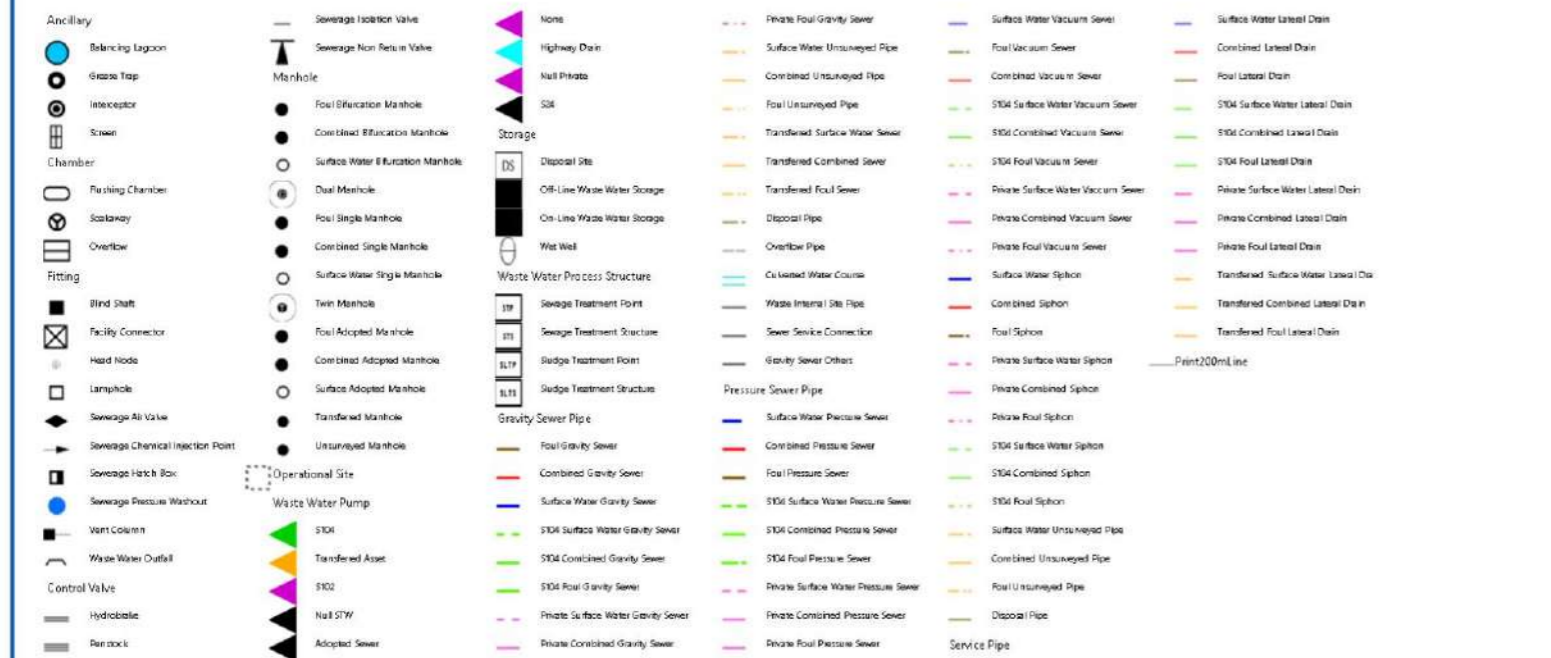 Ancillary
Balancing Lagoon
Grease Trap
Interceptor
Screen
Chamber
Flushing Chamber
Soakaway
Overflow
Fitting
Blind Shaft
Facility Connector
Head Node
Lamphole
Sewerage Air Valve
Sewerage Chemical Injection Point
Sewerage Hatch Box
Sewerage Pressure Washout
Vent Column
Waste Water Outfall
Control Valve
Hydrobrake
Penstock
Sewerage Isolation Valve
Sewerage Non Return Valve
Manhole
Foul Bifurcation Manhole
Combined Bifurcation Manhole
Surface Water Bifurcation Manhole
Dual Manhole
Foul Single Manhole
Combined Single Manhole
Surface Water Single Manhole
Twin Manhole
Foul Adopted Manhole
Combined Adopted Manhole
Surface Adopted Manhole
Transferred Manhole
Unsurveyed Manhole
Operational Site
Waste Water Pump
S104
Transferred Asset
S102
Null STW
Adopted Sewer
None
Highway Drain
Null Private
S24
Storage
DS Disposal Site
Off-Line Waste Water Storage
On-Line Waste Water Storage
Wet Well
Waste Water Process Structure
STP Sewage Treatment Point
STS Sewage Treatment Structure
SLTP Sludge Treatment Point
SLTS Sludge Treatment Structure
Gravity Sewer Pipe
Foul Gravity Sewer
Combined Gravity Sewer
Surface Water Gravity Sewer
S104 Surface Water Gravity Sewer
S104 Combined Gravity Sewer
S104 Foul Gravity Sewer
Private Surface Water Gravity Sewer
Private Combined Gravity Sewer
Private Foul Gravity Sewer
Surface Water Unsurveyed Pipe
Combined Unsurveyed Pipe
Foul Unsurveyed Pipe
Transferred Surface Water Sewer
Transferred Combined Sewer
Transferred Foul Sewer
Disposal Pipe
Overflow Pipe
Culverted Water Course
Waste Internal Site Pipe
Sewer Service Connection
Gravity Sewer Others
Pressure Sewer Pipe
Surface Water Pressure Sewer
Combined Pressure Sewer
Foul Pressure Sewer
S104 Surface Water Pressure Sewer
S104 Combined Pressure Sewer
S104 Foul Pressure Sewer
Private Surface Water Pressure Sewer
Private Combined Pressure Sewer
Private Foul Pressure Sewer
Surface Water Vacuum Sewer
Foul Vacuum Sewer
Combined Vacuum Sewer
S104 Surface Water Vacuum Sewer
S104 Combined Vacuum Sewer
S104 Foul Vacuum Sewer
Private Surface Water Vaccum Sewer
Private Combined Vacuum Sewer
Private Foul Vacuum Sewer
Surface Water Siphon
Combined Siphon
Foul Siphon
Private Surface Water Siphon
Private Combined Siphon
Private Foul Siphon
S104 Surface Water Siphon
S104 Combined Siphon
S104 Foul Siphon
Surface Water Unsurveyed Pipe
Combined Unsurveyed Pipe
Foul Unsurveyed Pipe
Disposal Pipe
Service Pipe
Surface Water Lateral Drain
Combined Lateral Drain
Foul Lateral Drain
S104 Surface Water Lateral Drain
S104 Combined Lateral Drain
S104 Foul Lateral Drain
Private Surface Water Lateral Drain
Private Combined Lateral Drain
Private Foul Lateral Drain
Transferred Surface Water Lateral Dra
Transferred Combined Lateral Drain
Transferred Foul Lateral Drain
Print200mLine